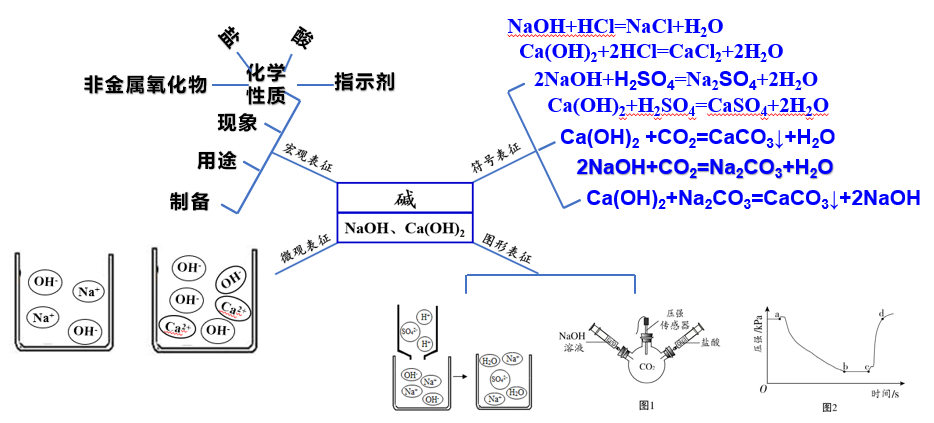 盐
酸
化学
性质
非金属氧化物
指示剂
现象
用途
制备
宏观表征
符号表征
NaOH+HCl=NaCl+H₂O
Ca(OH)₂+2HCl=CaCl₂+2H₂O
2NaOH+H₂SO₄=Na₂SO₄+2H₂O
Ca(OH)₂+H₂SO₄=CaSO₄+2H₂O
Ca(OH)₂ +CO₂=CaCO₃↓+H₂O
2NaOH+CO₂=Na₂CO₃+H₂O
Ca(OH)₂+Na₂CO₃=CaCO₃↓+2NaOH
碱
NaOH、Ca(OH)₂
微观表征
图形表征
OH⁻
Na⁺
Na⁺
OH⁻
OH⁻
OH⁻
OH⁻
Ca²⁺
Ca²⁺
OH⁻
H⁺
SO₄²⁻
H⁺
OH⁻
Na⁺
Na⁺
OH⁻
H₂O
Na⁺
SO₄²⁻
Na⁺
H₂O
压强
传感器
NaOH
溶液
盐酸
CO₂
图1
压强/kPa
a
b
c
d
O
时间/s
图2